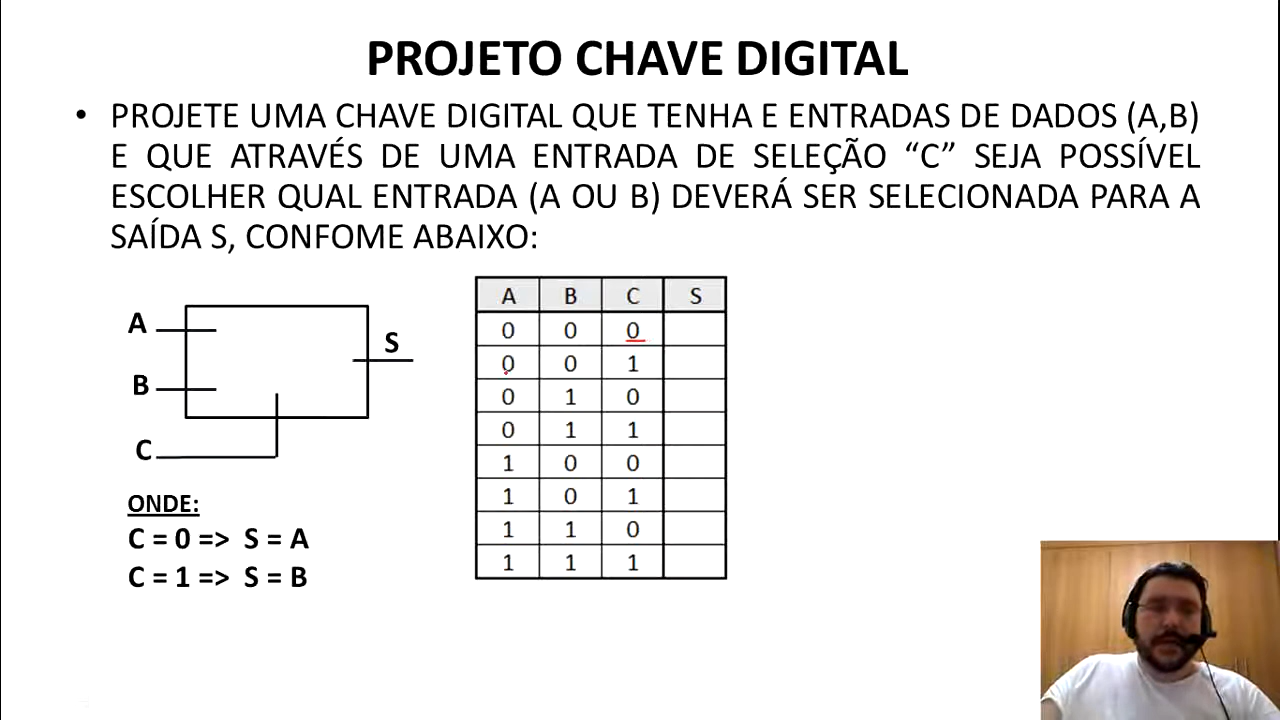 PROJETO CHAVE DIGITAL
• PROJETE UMA CHAVE DIGITAL QUE TENHA E ENTRADAS DE DADOS (A,B)
E QUE ATRAVÉS DE UMA ENTRADA DE SELEÇÃO “C” SEJA POSSÍVEL
ESCOLHER QUAL ENTRADA (A OU B) DEVERÁ SER SELECIONADA PARA A
SAÍDA S, CONFOME ABAIXO:
A
B
C
S
ONDE:
C = 0 => S = A
C = 1 => S = B
A B C S
0 0 0
0 0 1
0 1 0
0 1 1
1 0 0
1 0 1
1 1 0
1 1 1